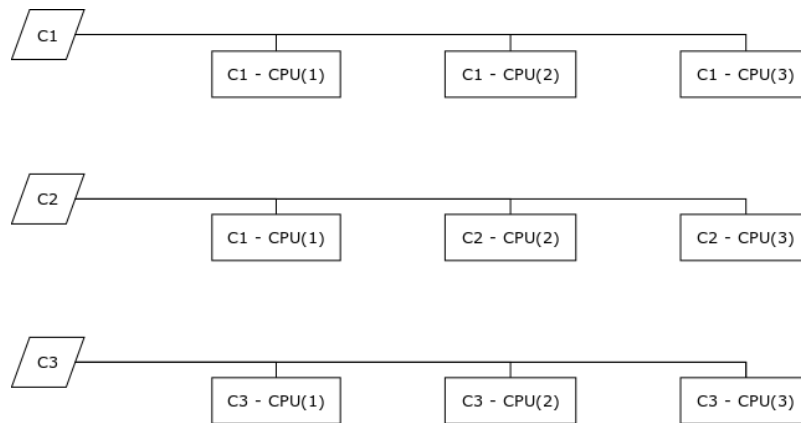 C1
C1 - CPU(1) C1 - CPU(2) C1 - CPU(3)
C2
C1 - CPU(1) C2 - CPU(2) C2 - CPU(3)
C3
C3 - CPU(1) C3 - CPU(2) C3 - CPU(3)